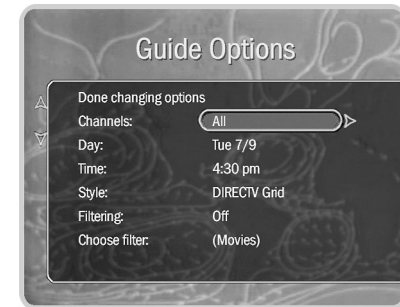 Guide Options
Done changing options
Channels: All
Day: Tue 7/9
Time: 4:30 pm
Style: DIRECTV Grid
Filtering: Off
Choose filter: (Movies)